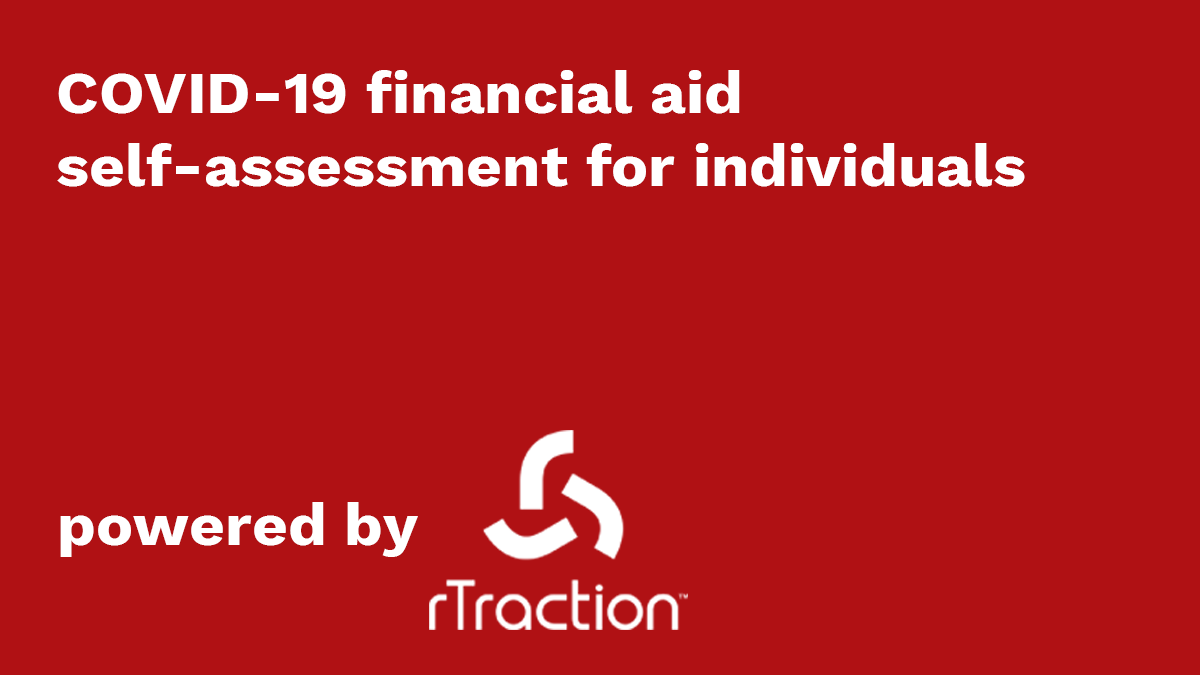 COVID-19 financial aid
self-assessment for individuals
powered by
rTraction™